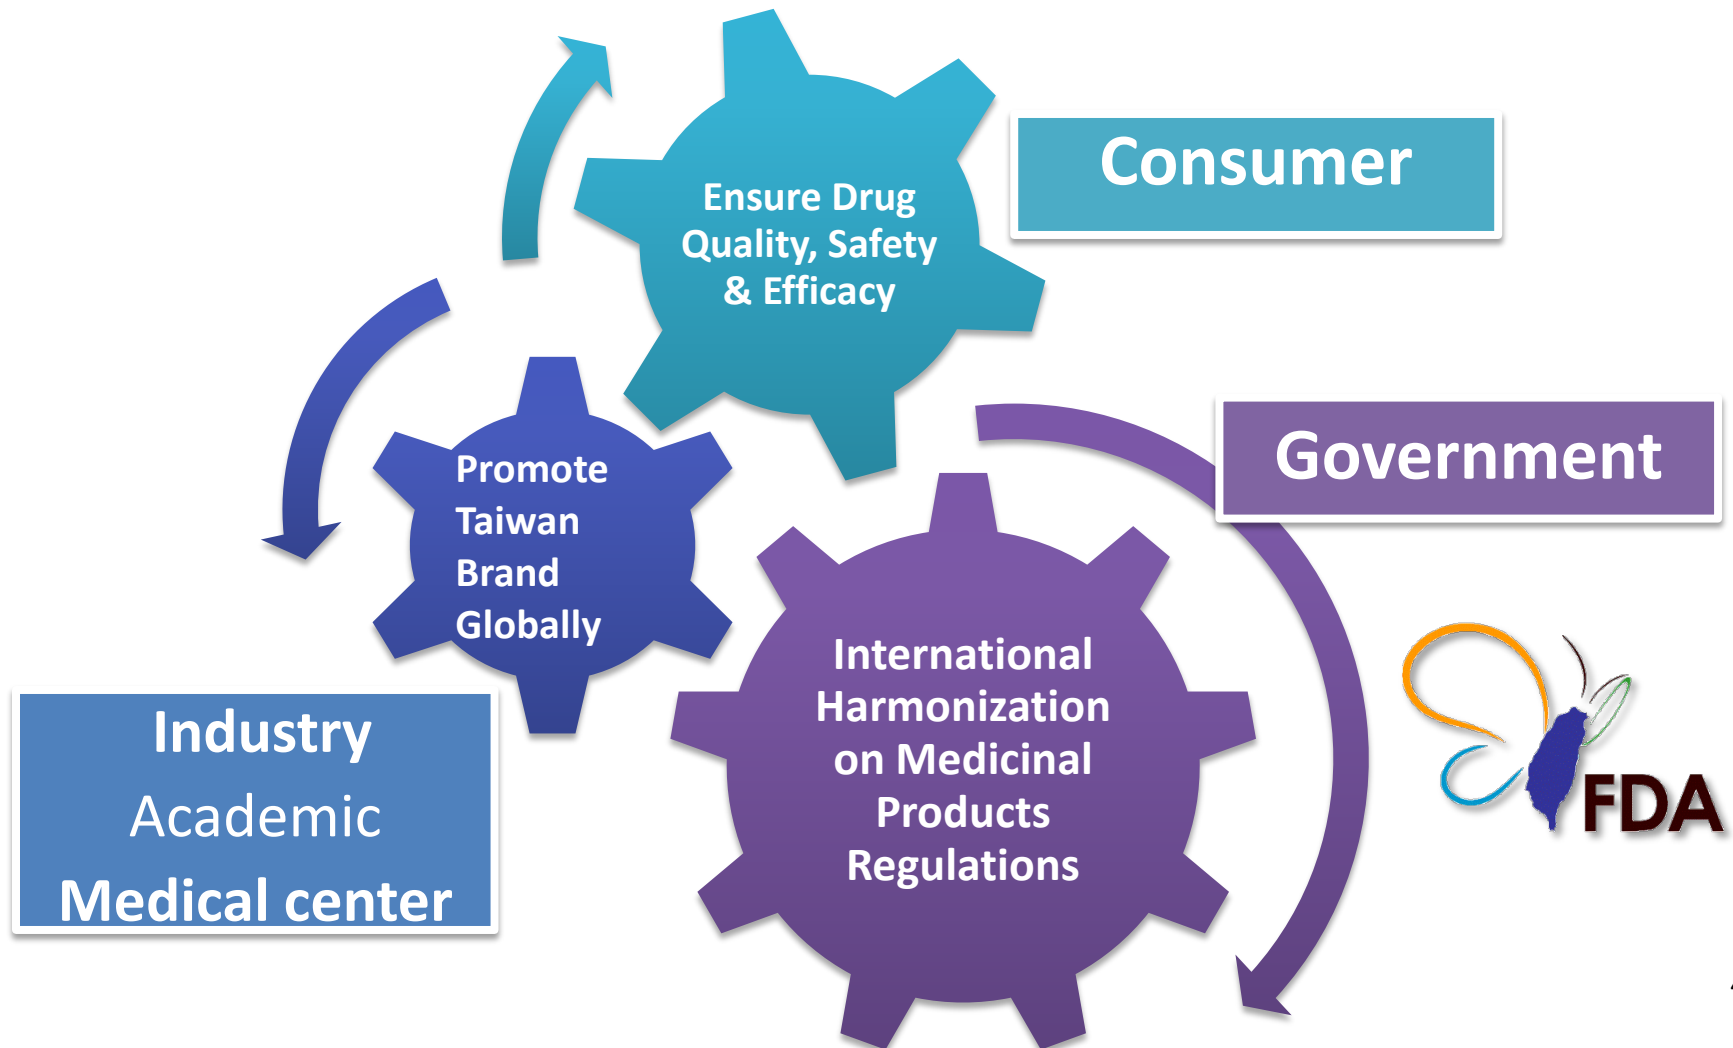 Ensure Drug
Quality, Safety
& Efficacy
Consumer
Promote
Taiwan
Brand
Globally
Government
International
Harmonization
on Medicinal
Products
Regulations
Industry
Academic
Medical center
FDA